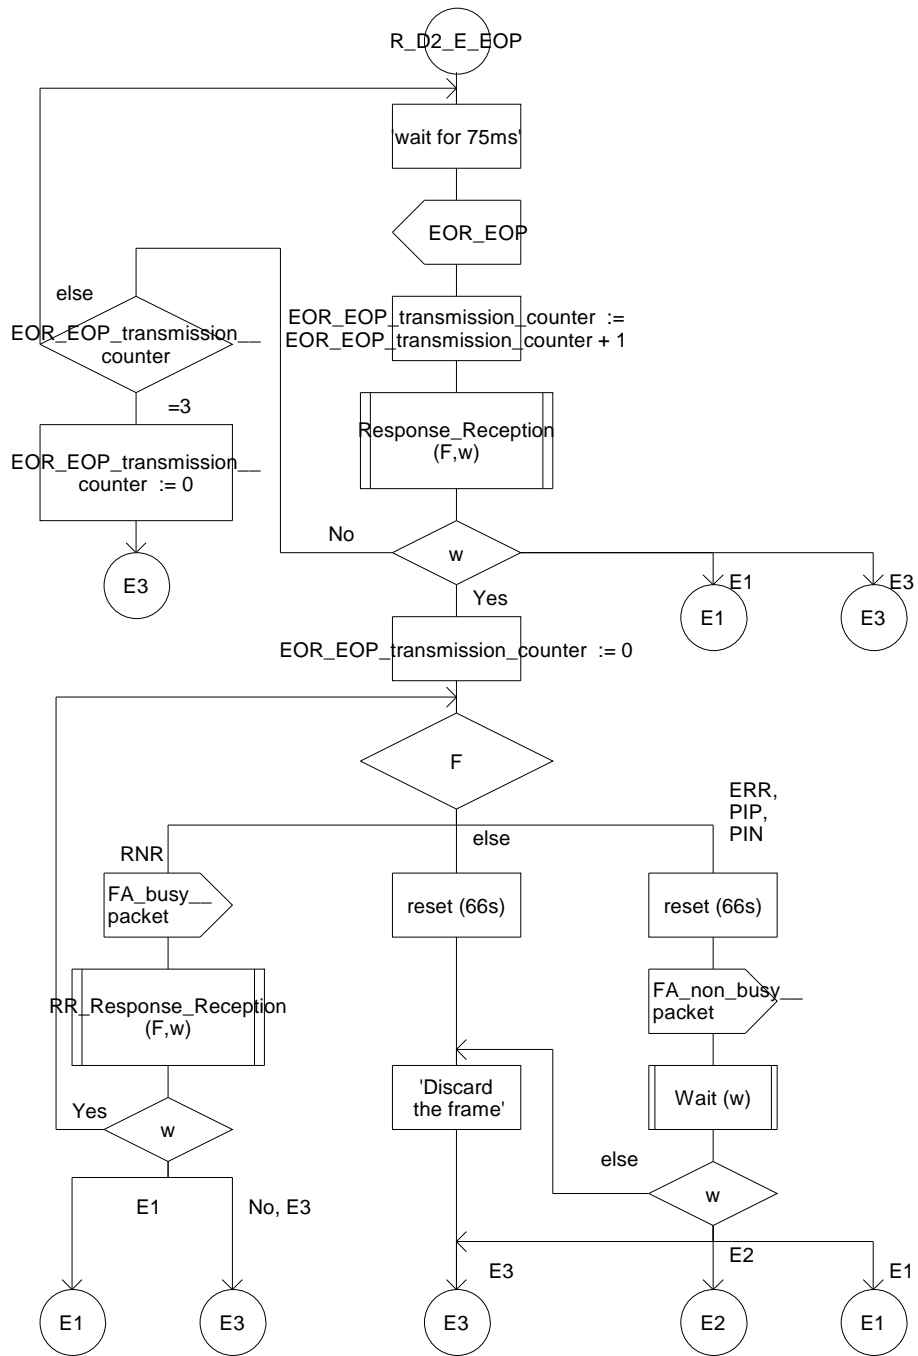 R_D2_E_EOP
'wait for 75ms'
EOR_EOP
else
EOR_EOP_transmission__
counter
EOR_EOP_transmission_counter :=
EOR_EOP_transmission_counter + 1
=3
EOR_EOP_transmission__
counter := 0
Response_Reception
(F,w)
No
w
E3
E1
E3
Yes
E1
E3
EOR_EOP_transmission_counter := 0
F
ERR,
PIP,
PIN
else
RNR
FA_busy__
packet
reset (66s)
reset (66s)
RR_Response_Reception
(F,w)
FA_non_busy__
packet
'Discard
the frame'
Wait (w)
Yes
w
else
w
E1
No, E3
E3
E2
E1
E1
E3
E3
E2
E1